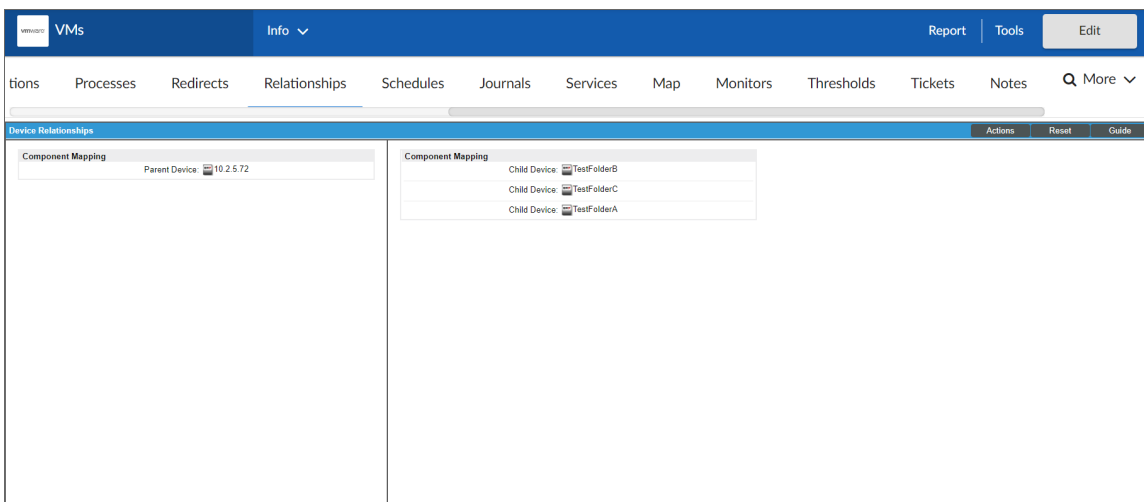 vmware VMs Info Report Tools Edit
tions Processes Redirects Relationships Schedules Journals Services Map Monitors Thresholds Tickets Notes More
Device Relationships Actions Reset Guide
Component Mapping
Parent Device: 10.2.5.72
Component Mapping
Child Device: TestFolderB
Child Device: TestFolderC
Child Device: TestFolderA